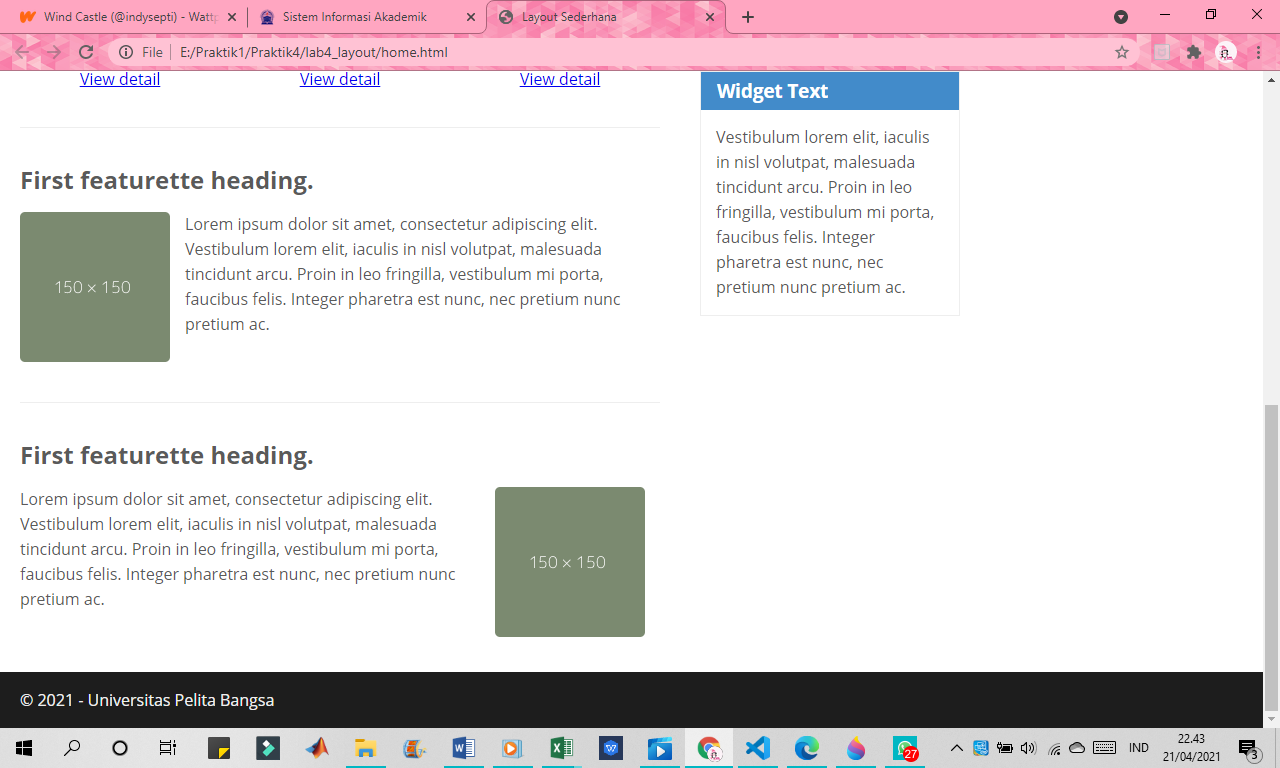 Wind Castle (@indysepti) - Wattp
Sistem Informasi Akademik
Layout Sederhana
File
E:/Praktik1/Praktik4/lab4_layout/home.html
View detail
View detail
View detail
First featurette heading.
150 × 150
Lorem ipsum dolor sit amet, consectetur adipiscing elit.
Vestibulum lorem elit, iaculis in nisl volutpat, malesuada
tincidunt arcu. Proin in leo fringilla, vestibulum mi porta,
faucibus felis. Integer pharetra est nunc, nec pretium nunc
pretium ac.
First featurette heading.
Lorem ipsum dolor sit amet, consectetur adipiscing elit.
Vestibulum lorem elit, iaculis in nisl volutpat, malesuada
tincidunt arcu. Proin in leo fringilla, vestibulum mi porta,
faucibus felis. Integer pharetra est nunc, nec pretium nunc
pretium ac.
150 × 150
Widget Text
Vestibulum lorem elit, iaculis
in nisl volutpat, malesuada
tincidunt arcu. Proin in leo
fringilla, vestibulum mi porta,
faucibus felis. Integer
pharetra est nunc, nec
pretium nunc pretium ac.
© 2021 - Universitas Pelita Bangsa
27
IND
22.43
21/04/2021
3